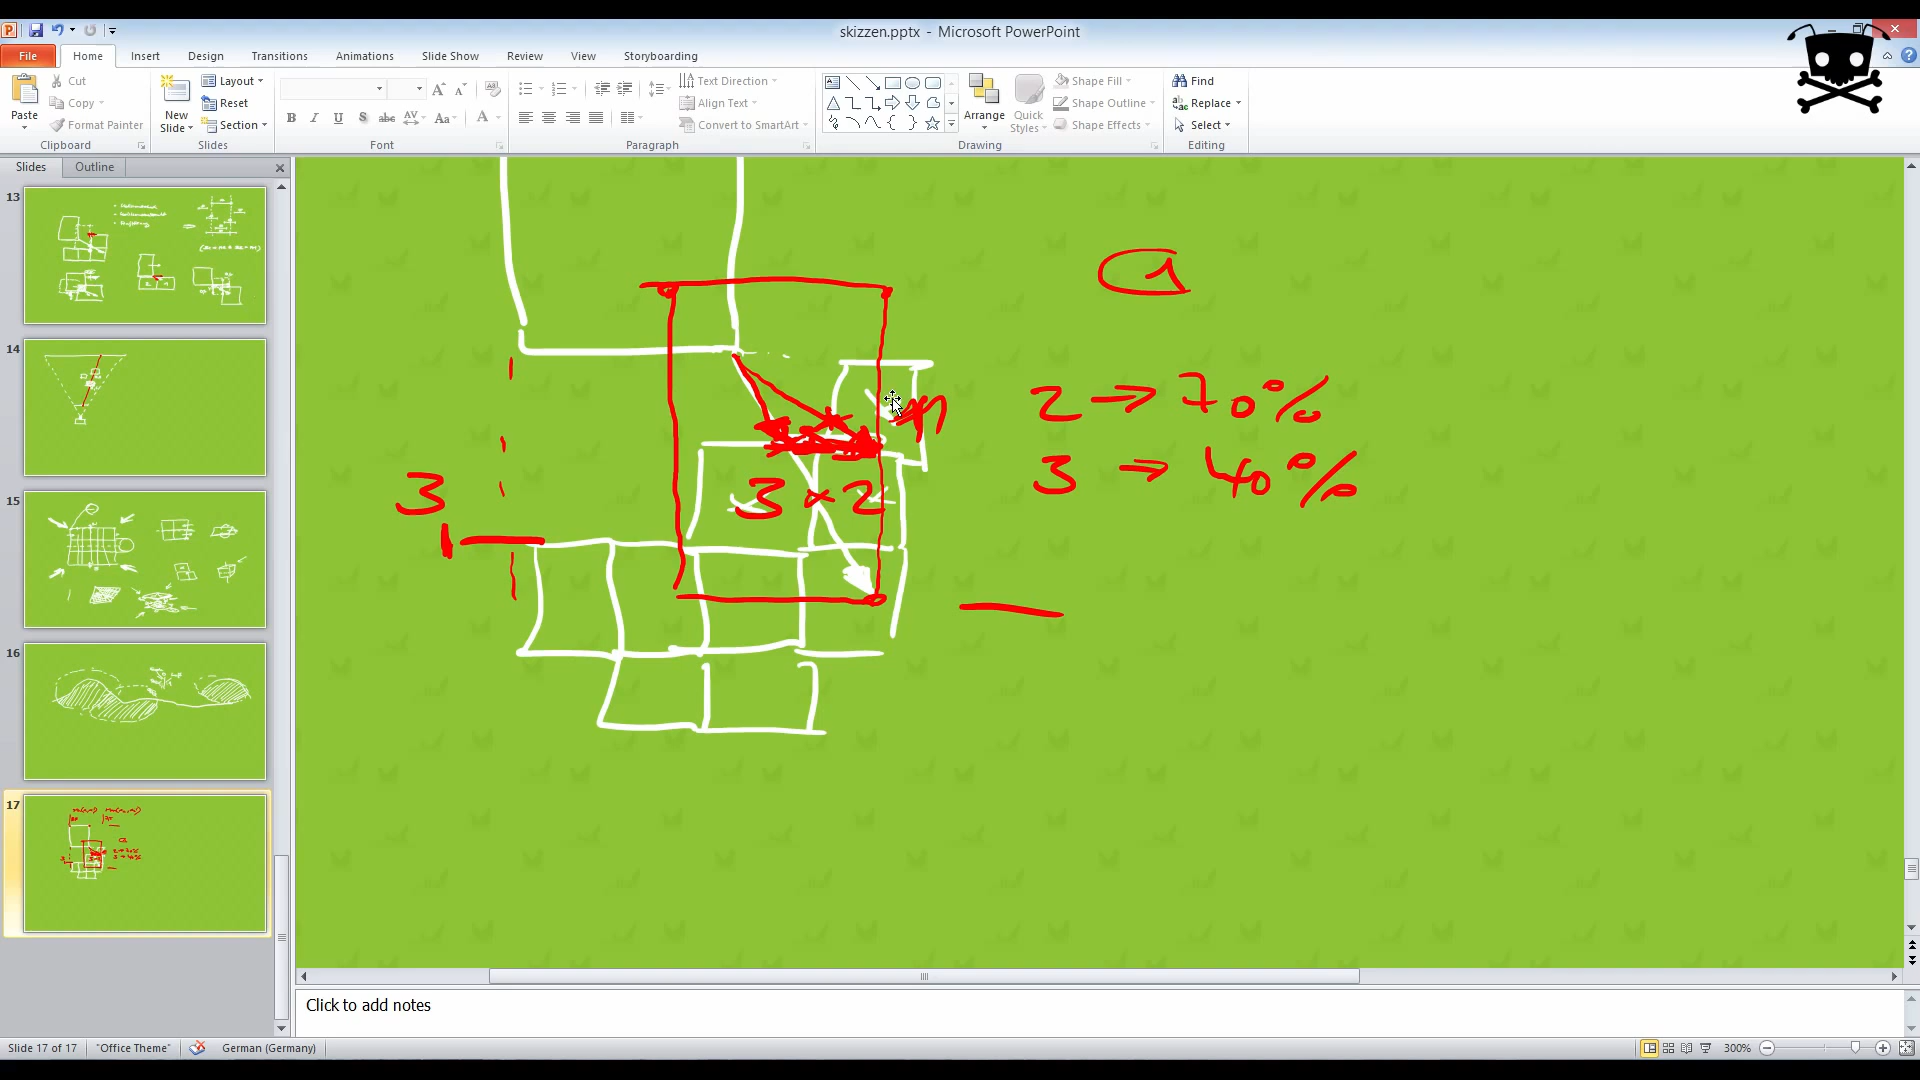 skizzen.pptx - Microsoft PowerPoint
File Home Insert Design Transitions Animations Slide Show Review View Storyboarding
Paste
Cut
Copy
Format Painter
Clipboard
New Slide
Layout
Reset
Section
Slides
B I U S abc AV Aa A
Font
Text Direction
Align Text
Convert to SmartArt
Paragraph
Arrange
Quick Styles
Shape Fill
Shape Outline
Shape Effects
Drawing
Find
Replace
Select
Editing
Slides Outline
13
14
15
16
17
2 → 70%
3 → 40%
3
3 × 2
Click to add notes
Slide 17 of 17 "Office Theme" German (Germany) 300%